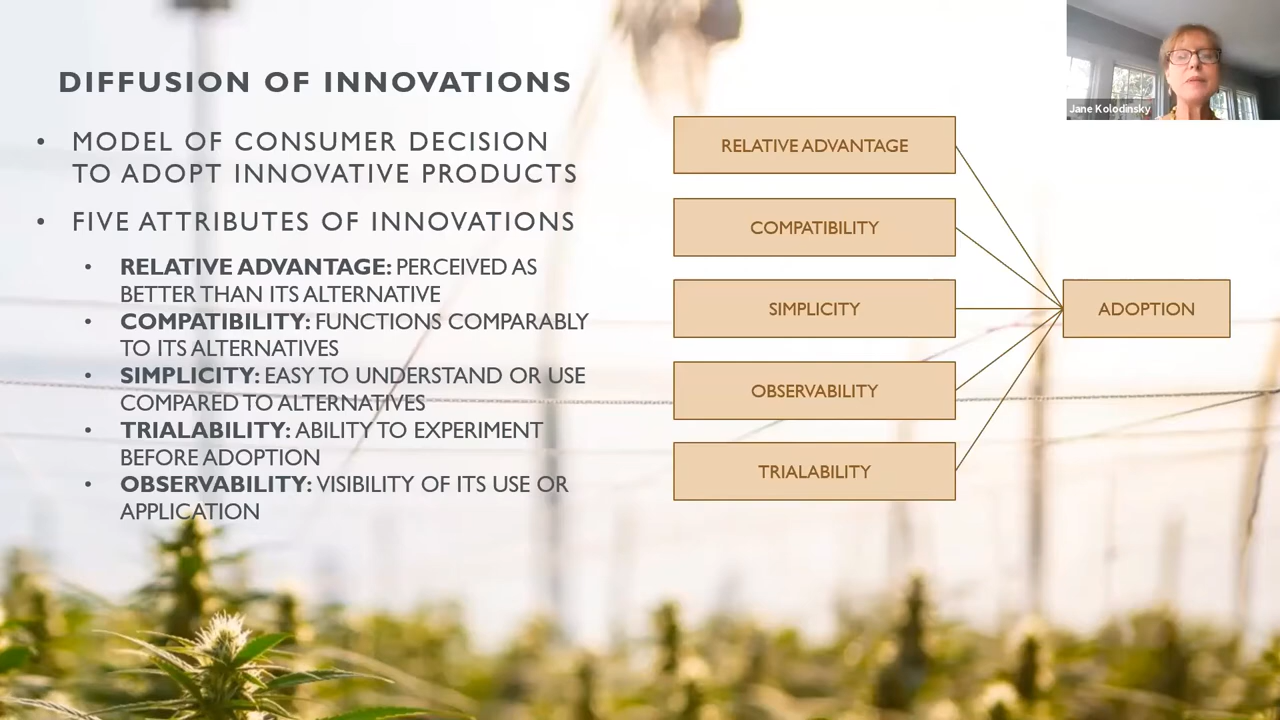 DIFFUSION OF INNOVATIONS
• MODEL OF CONSUMER DECISION
TO ADOPT INNOVATIVE PRODUCTS
• FIVE ATTRIBUTES OF INNOVATIONS
• RELATIVE ADVANTAGE: PERCEIVED AS
BETTER THAN ITS ALTERNATIVE
• COMPATIBILITY: FUNCTIONS COMPARABLY
TO ITS ALTERNATIVES
• SIMPLICITY: EASY TO UNDERSTAND OR USE
COMPARED TO ALTERNATIVES
• TRIALABILITY: ABILITY TO EXPERIMENT
BEFORE ADOPTION
• OBSERVABILITY: VISIBILITY OF ITS USE OR
APPLICATION
RELATIVE ADVANTAGE
COMPATIBILITY
SIMPLICITY
OBSERVABILITY
TRIALABILITY
ADOPTION
Jane Kolodinsky